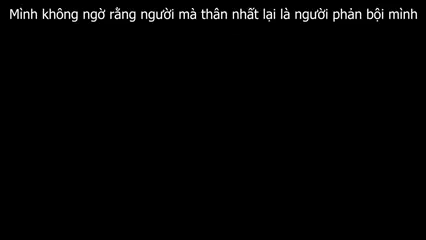 Mình không ngờ rằng người mà thân nhất lại là người phản bội mình